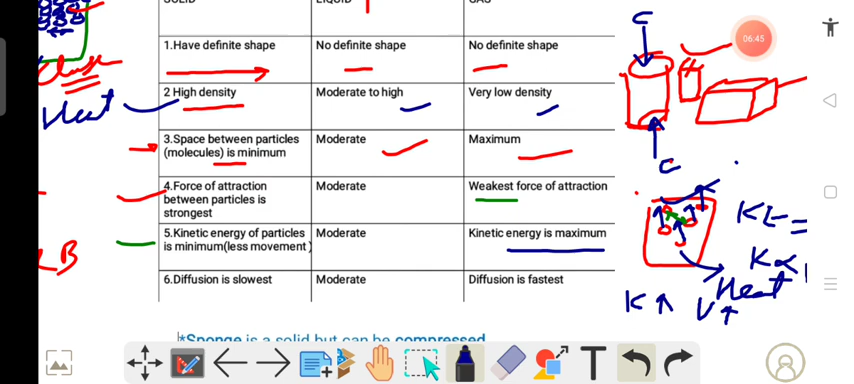 SOLID LIQUID GAS
1.Have definite shape No definite shape No definite shape
2 High density Moderate to high Very low density
3.Space between particles Moderate Maximum
(molecules) is minimum
4.Force of attraction Moderate Weakest force of attraction
between particles is
strongest
5.Kinetic energy of particles Moderate Kinetic energy is maximum
is minimum(less movement)
6.Diffusion is slowest Moderate Diffusion is fastest
*Sponge is a solid but can be compressed
Heat
B
C
06:45
C
K
K ∝
Heat
K ↑ V ↑
T